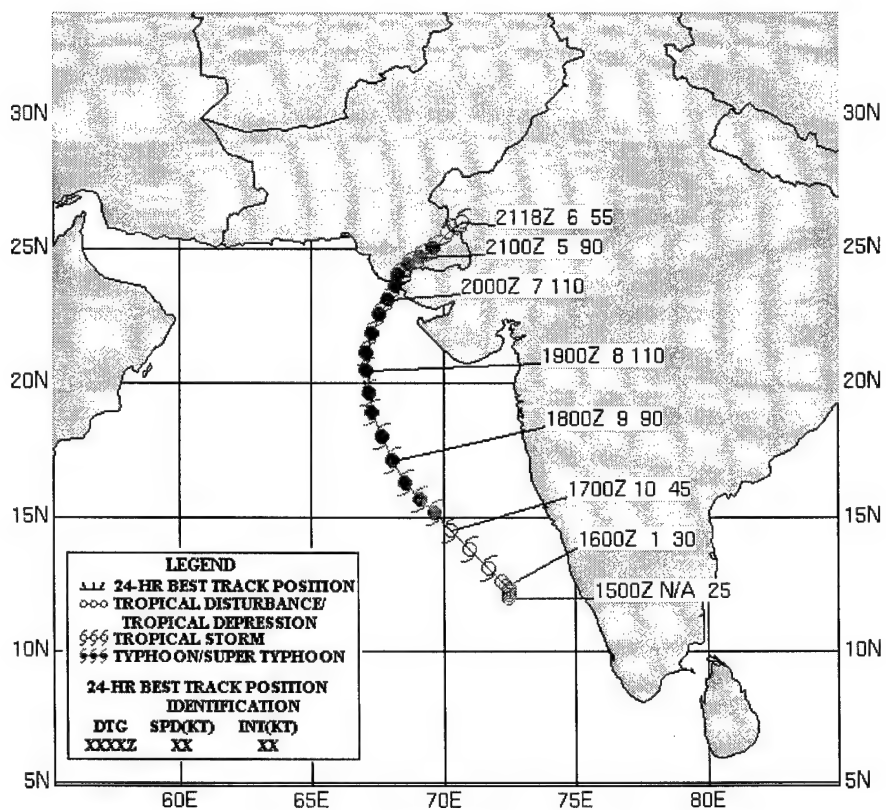 30N
30N
2118Z 6 55
25N
2100Z 5 90
25N
2000Z 7 110
1900Z 8 110
20N
20N
1800Z 9 90
1700Z 10 45
15N
15N
1600Z 1 30
1500Z N/A 25
LEGEND
24-HR BEST TRACK POSITION
TROPICAL DISTURBANCE/
TROPICAL DEPRESSION
TROPICAL STORM
TYPHOON/SUPER TYPHOON
24-HR BEST TRACK POSITION
IDENTIFICATION
DTG SPD(KT) INT(KT)
XXXXZ XX XX
10N
10N
5N
5N
60E 65E 70E 75E 80E